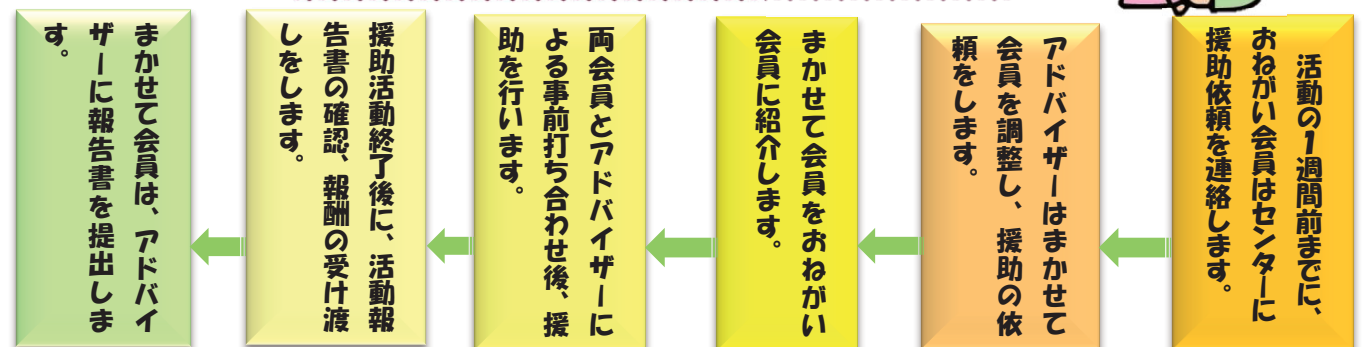 活動の1週間前までに、
おねがい会員はセンターに
援助依頼を連絡します。
アドバイザーはまかせて
会員を調整し、援助の依
頼をします。
まかせて会員をおねがい
会員に紹介します。
両会員とアドバイザーに
よる事前打ち合わせ後、援
助を行います。
援助活動終了後に、活動報
告書の確認、報酬の受け渡
しをします。
まかせて会員は、アドバイ
ザーに報告書を提出しま
す。